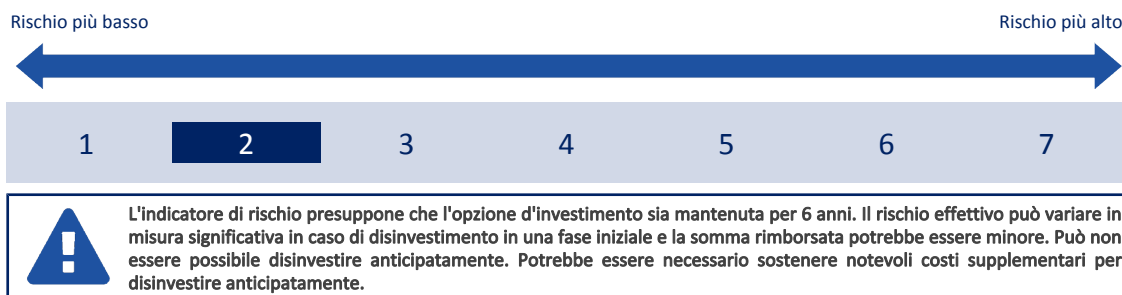 Rischio più basso Rischio più alto
1 2 3 4 5 6 7
L'indicatore di rischio presuppone che l'opzione d'investimento sia mantenuta per 6 anni. Il rischio effettivo può variare in
misura significativa in caso di disinvestimento in una fase iniziale e la somma rimborsata potrebbe essere minore. Può non
essere possibile disinvestire anticipatamente. Potrebbe essere necessario sostenere notevoli costi supplementari per
disinvestire anticipatamente.